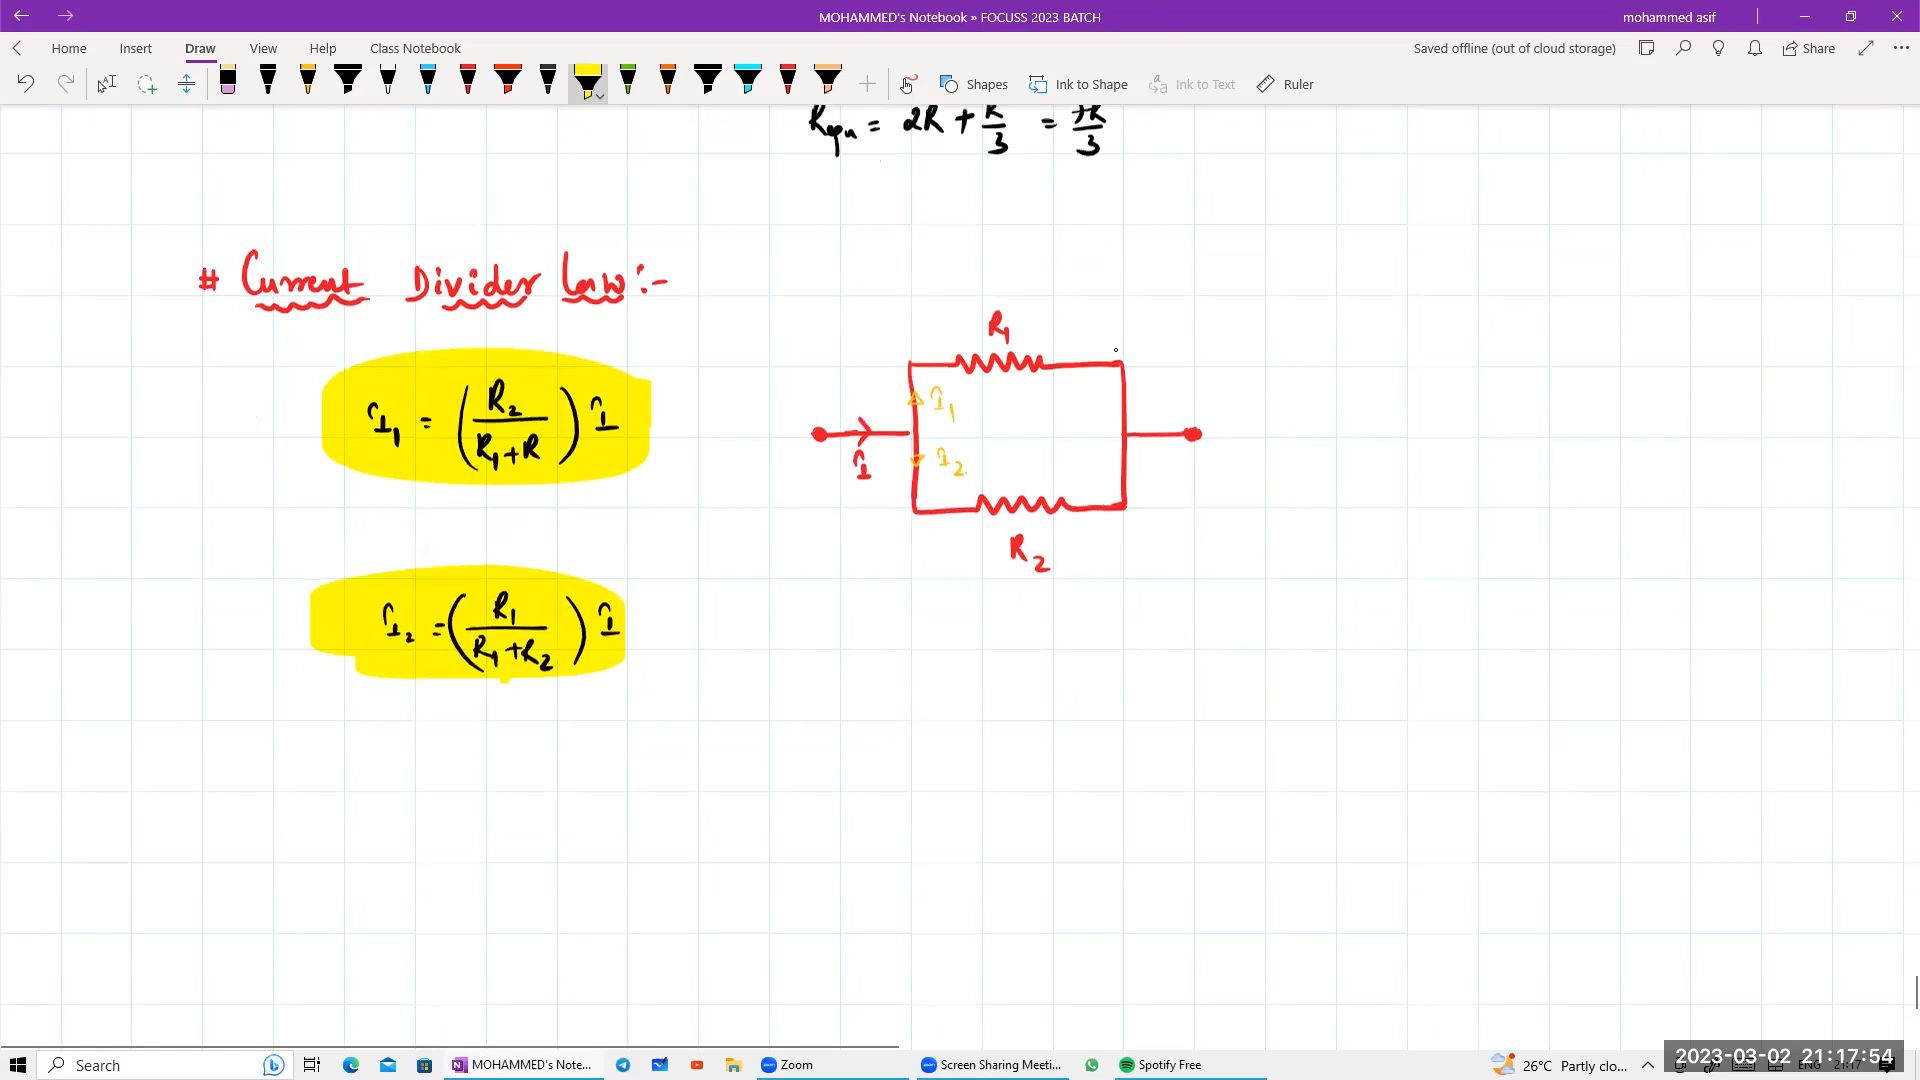 MOHAMMED's Notebook » FOCUSS 2023 BATCH
mohammed asif
Home Insert Draw View Help Class Notebook
Saved offline (out of cloud storage)
Share
Shapes Ink to Shape Ink to Text Ruler
Requ = 2R + R/3 = 7R/3
# Current Divider Law :-
I1 = (R2/(R1+R)) I
I2 = (R1/(R1+R2)) I
R1
I1
I
I2
R2
Search
MOHAMMED's Note...
Zoom
Screen Sharing Meeti...
Spotify Free
26°C Partly clo...
2023-03-02 21:17:54